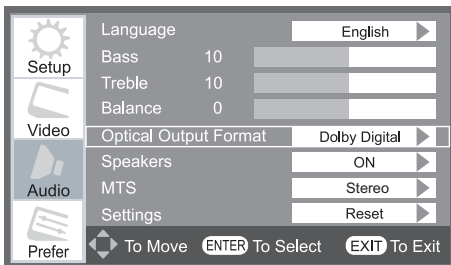 Setup
Video
Audio
Prefer
Language English
Bass 10
Treble 10
Balance 0
Optical Output Format Dolby Digital
Speakers ON
MTS Stereo
Settings Reset
To Move ENTER To Select EXIT To Exit